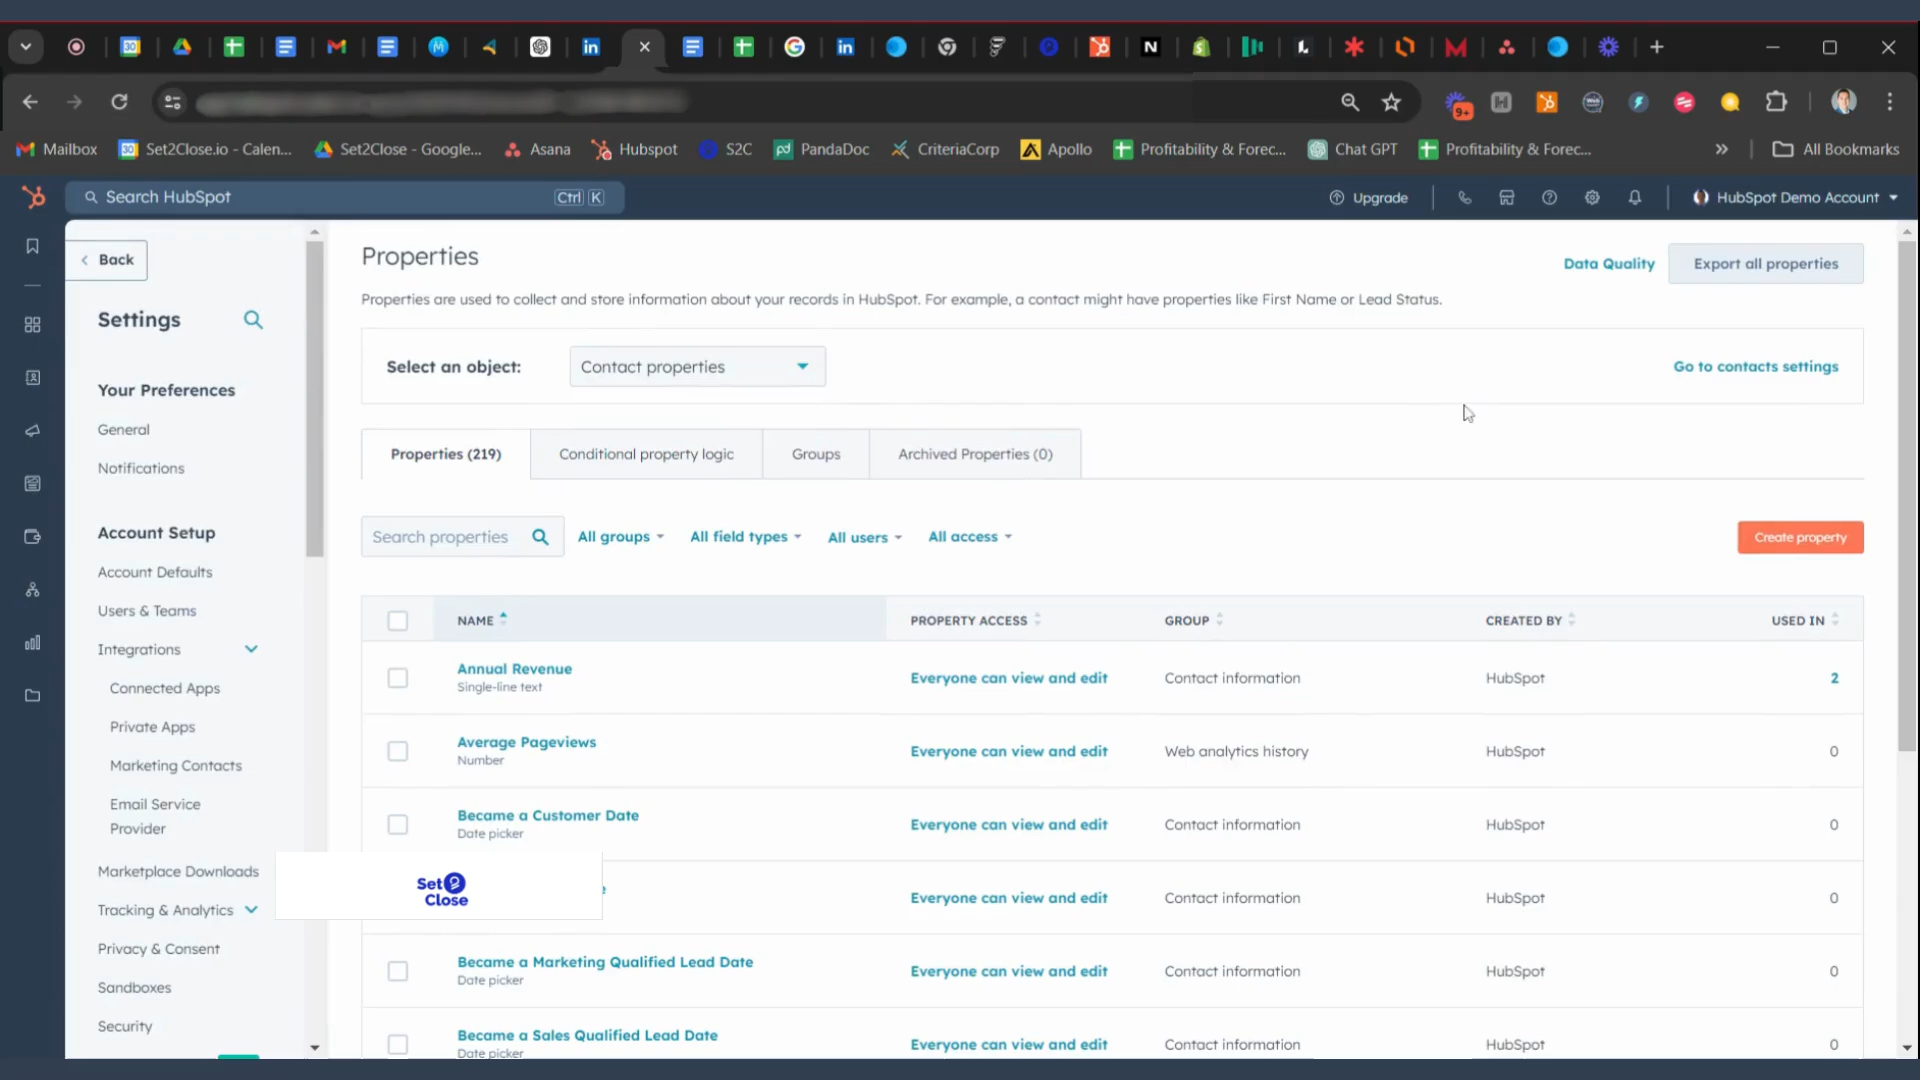 Mailbox
Set2Close.io - Calen...
Set2Close - Google...
Asana
Hubspot
S2C
PandaDoc
CriteriaCorp
Apollo
Profitability & Forec...
Chat GPT
Profitability & Forec...
All Bookmarks
Search HubSpot
Ctrl K
Upgrade
HubSpot Demo Account
Back
Settings
Your Preferences
General
Notifications
Account Setup
Account Defaults
Users & Teams
Integrations
Connected Apps
Private Apps
Marketing Contacts
Email Service
Provider
Marketplace Downloads
Tracking & Analytics
Privacy & Consent
Sandboxes
Security
Properties
Data Quality
Export all properties
Properties are used to collect and store information about your records in HubSpot. For example, a contact might have properties like First Name or Lead Status.
Select an object:
Contact properties
Go to contacts settings
Properties (219)
Conditional property logic
Groups
Archived Properties (0)
Search properties
All groups
All field types
All users
All access
Create property
NAME
PROPERTY ACCESS
GROUP
CREATED BY
USED IN
Annual Revenue
Single-line text
Everyone can view and edit
Contact information
HubSpot
2
Average Pageviews
Number
Everyone can view and edit
Web analytics history
HubSpot
0
Became a Customer Date
Date picker
Everyone can view and edit
Contact information
HubSpot
0
Set2
Close
Everyone can view and edit
Contact information
HubSpot
0
Became a Marketing Qualified Lead Date
Date picker
Everyone can view and edit
Contact information
HubSpot
0
Became a Sales Qualified Lead Date
Date picker
Everyone can view and edit
Contact information
HubSpot
0